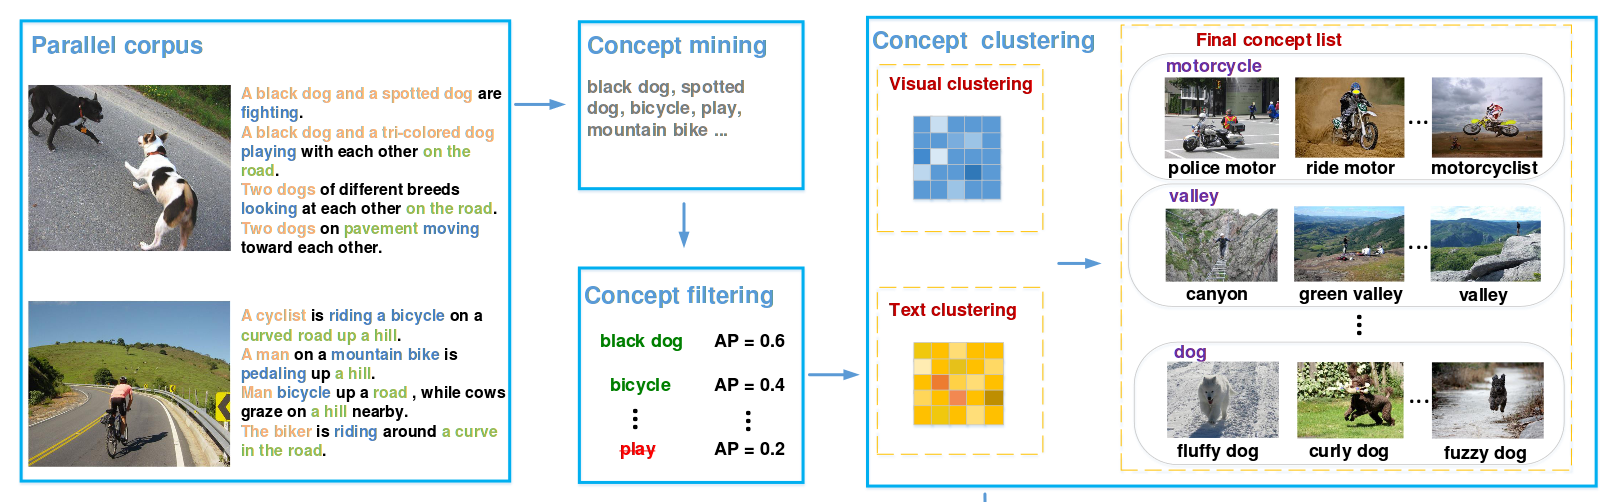 Parallel corpus
A black dog and a spotted dog are
fighting.
A black dog and a tri-colored dog
playing with each other on the
road.
Two dogs of different breeds
looking at each other on the road.
Two dogs on pavement moving
toward each other.
A cyclist is riding a bicycle on a
curved road up a hill.
A man on a mountain bike is
pedaling up a hill.
Man bicycle up a road , while cows
graze on a hill nearby.
The biker is riding around a curve
in the road.
Concept mining
black dog, spotted
dog, bicycle, play,
mountain bike ...
Concept filtering
black dog AP = 0.6
bicycle AP = 0.4
⋮ ⋮
play AP = 0.2
Concept clustering
Visual clustering
Text clustering
Final concept list
motorcycle
...
police motor ride motor motorcyclist
valley
...
canyon green valley valley
⋮
dog
...
fluffy dog curly dog fuzzy dog